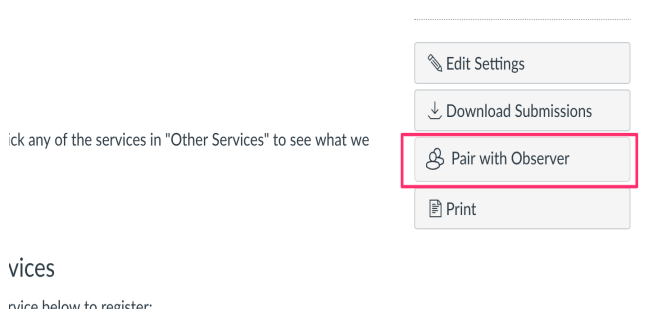 Edit Settings
Download Submissions
ick any of the services in "Other Services" to see what we
Pair with Observer
Print
vices
rvice below to register: